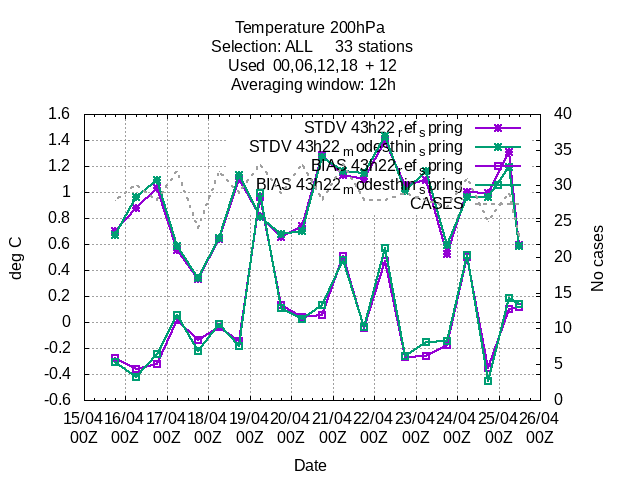 Temperature 200hPa
Selection: ALL 33 stations
Used 00,06,12,18 + 12
Averaging window: 12h
STDV 43h22_ref_spring
STDV 43h22_modesthin_spring
BIAS 43h22_ref_spring
BIAS 43h22_modesthin_spring
CASES
1.6
1.4
1.2
1
0.8
0.6
0.4
0.2
0
-0.2
-0.4
-0.6
deg C
40
35
30
25
20
15
10
5
0
No cases
15/04 16/04 17/04 18/04 19/04 20/04 21/04 22/04 23/04 24/04 25/04 26/04
00Z 00Z 00Z 00Z 00Z 00Z 00Z 00Z 00Z 00Z 00Z 00Z
Date